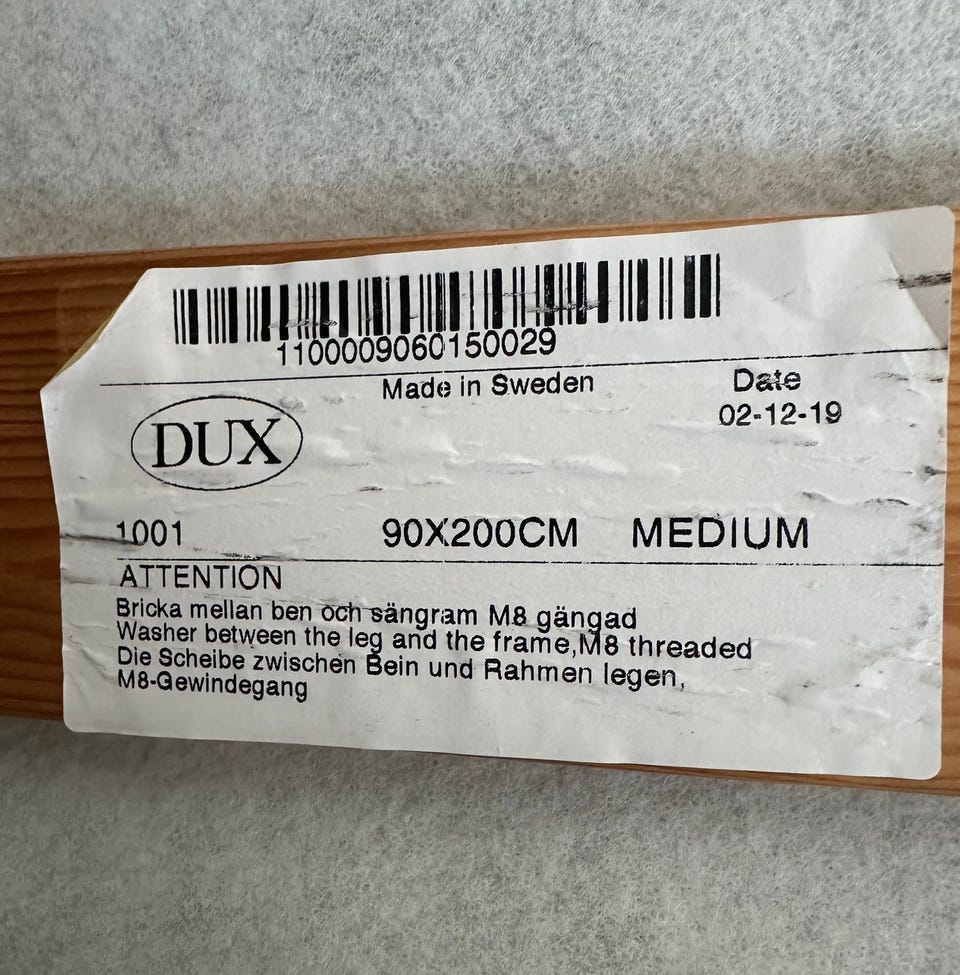 1100009060150029
Made in Sweden
Date
02-12-19
DUX
1001 90X200CM MEDIUM
ATTENTION
Bricka mellan ben och sängram M8 gängad
Washer between the leg and the frame,M8 threaded
Die Scheibe zwischen Bein und Rahmen legen,
M8-Gewindegang